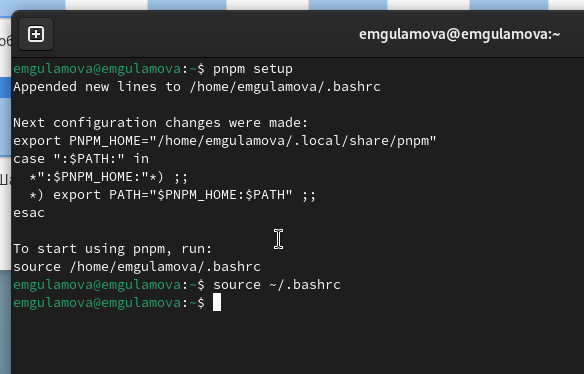 emgulamova@emgulamova:~
emgulamova@emgulamova:~$ pnpm setup
Appended new lines to /home/emgulamova/.bashrc

Next configuration changes were made:
export PNPM_HOME="/home/emgulamova/.local/share/pnpm"
case ":$PATH:" in
  *":$PNPM_HOME:"*) ;;
  *) export PATH="$PNPM_HOME:$PATH" ;;
esac

To start using pnpm, run:
source /home/emgulamova/.bashrc
emgulamova@emgulamova:~$ source ~/.bashrc
emgulamova@emgulamova:~$